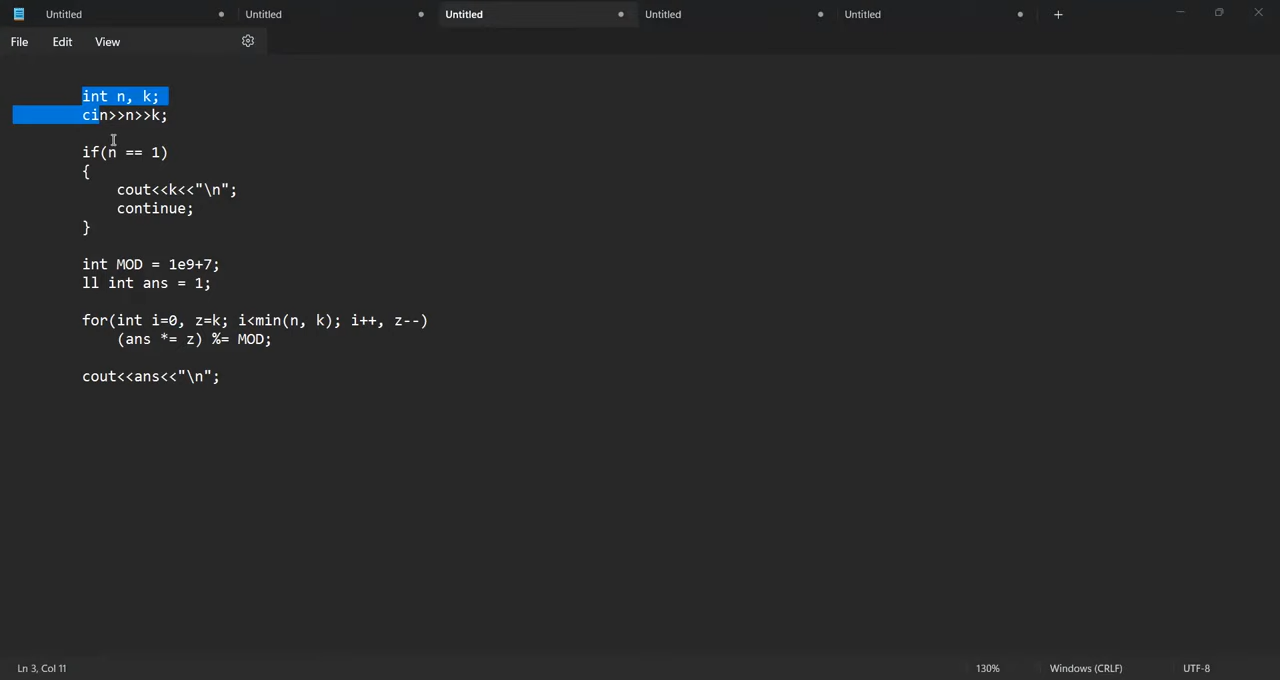 Untitled Untitled Untitled Untitled Untitled
File Edit View
int n, k;
cin>>n>>k;
if(n == 1)
{
cout<<k<<"\n";
continue;
}
int MOD = 1e9+7;
ll int ans = 1;
for(int i=0, z=k; i<min(n, k); i++, z--)
(ans *= z) %= MOD;
cout<<ans<<"\n";
Ln 3, Col 11 130% Windows (CRLF) UTF-8